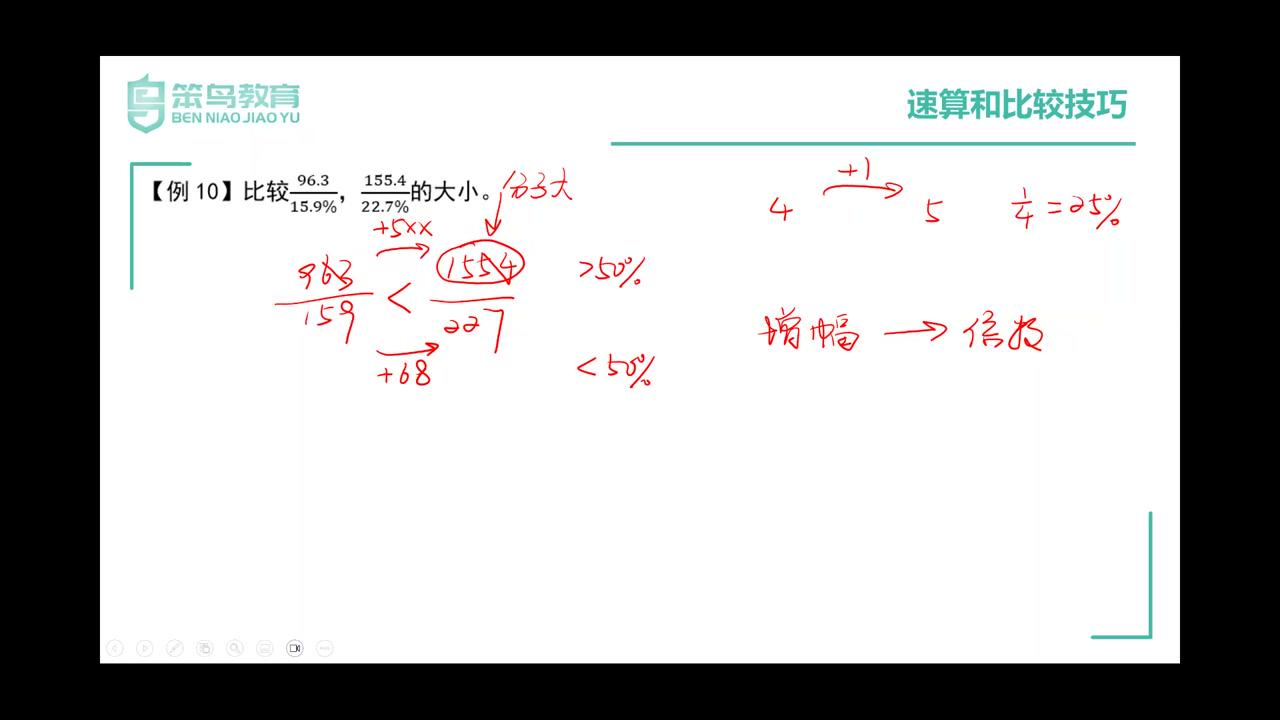 笨鸟教育
BEN NIAO JIAO YU
速算和比较技巧
【例 10】比较96.3/15.9%，155.4/22.7%的大小。
分子大
+5××
963/159 < 1554/227
+68
>50%
<50%
+1
4 5 1/4 = 25%
增幅 → 倍